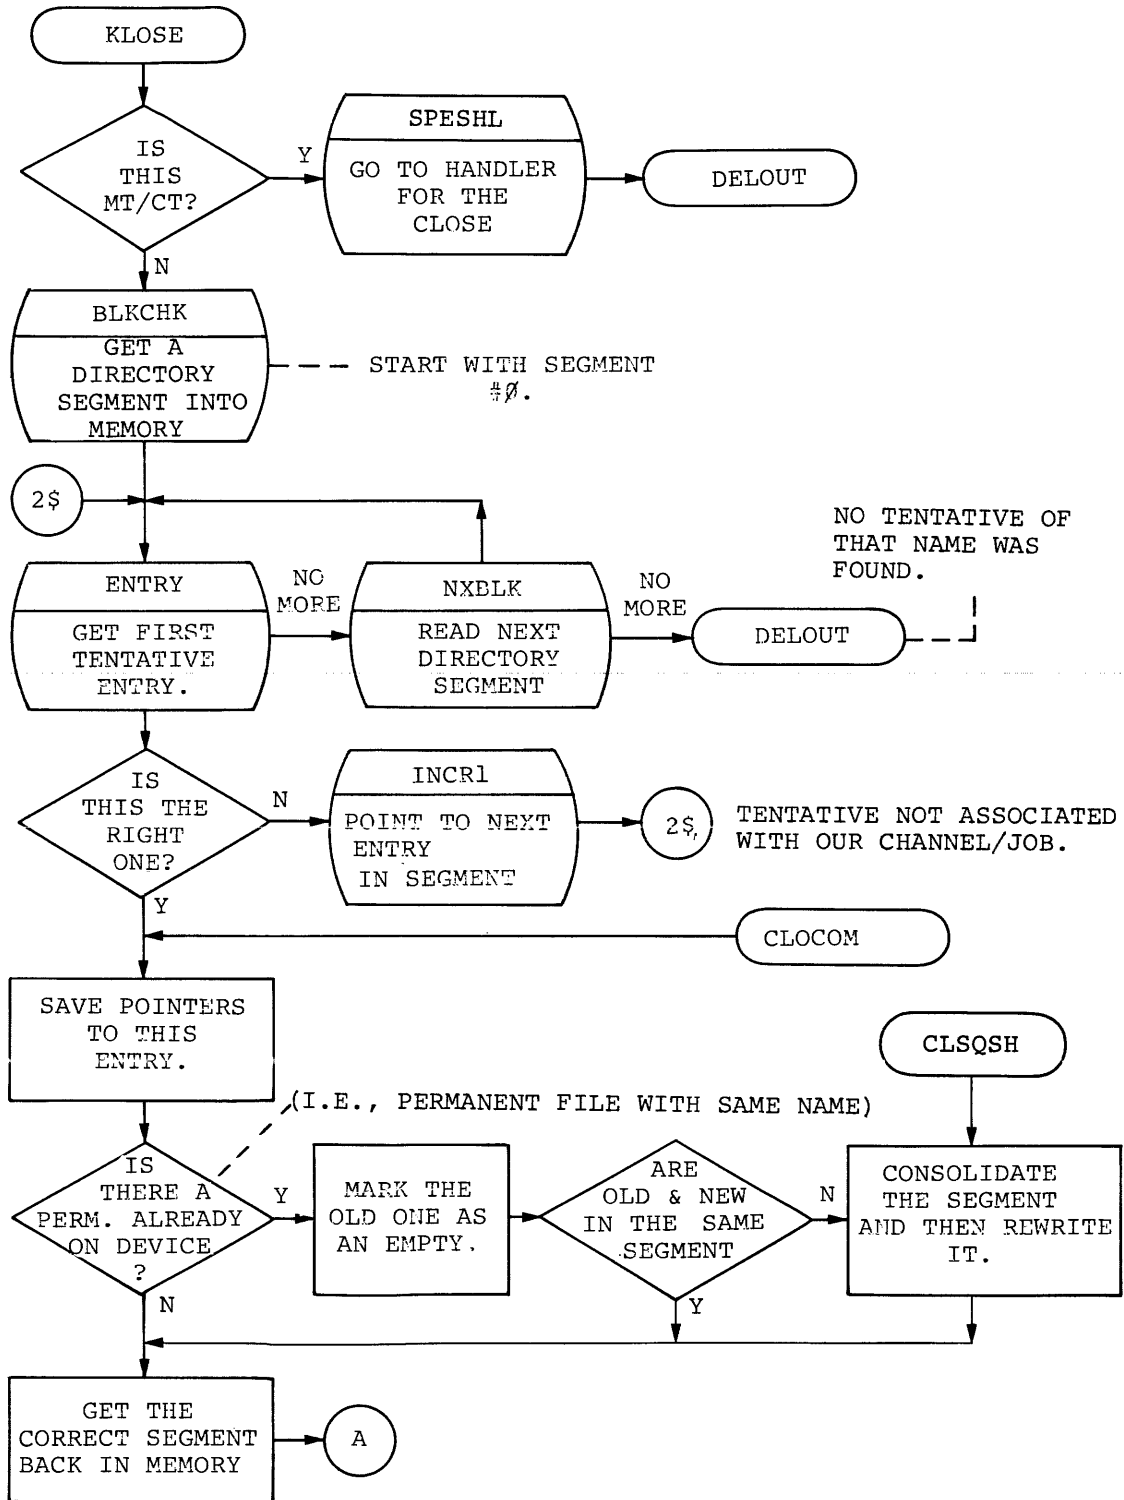 KLOSE
IS
THIS
MT/CT?
Y
SPESHL
GO TO HANDLER
FOR THE
CLOSE
DELOUT
N
BLKCHK
GET A
DIRECTORY
SEGMENT INTO
MEMORY
START WITH SEGMENT
#Ø.
2$
ENTRY
GET FIRST
TENTATIVE
ENTRY.
NO
MORE
NXBLK
READ NEXT
DIRECTORY
SEGMENT
NO
MORE
DELOUT
NO TENTATIVE OF
THAT NAME WAS
FOUND.
IS
THIS THE
RIGHT
ONE?
N
INCR1
POINT TO NEXT
ENTRY
IN SEGMENT
2$
TENTATIVE NOT ASSOCIATED
WITH OUR CHANNEL/JOB.
Y
CLOCOM
SAVE POINTERS
TO THIS
ENTRY.
CLSQSH
(I.E., PERMANENT FILE WITH SAME NAME)
IS
THERE A
PERM. ALREADY
ON DEVICE
?
Y
MARK THE
OLD ONE AS
AN EMPTY.
ARE
OLD & NEW
IN THE SAME
SEGMENT
N
CONSOLIDATE
THE SEGMENT
AND THEN REWRITE
IT.
N
Y
GET THE
CORRECT SEGMENT
BACK IN MEMORY
A